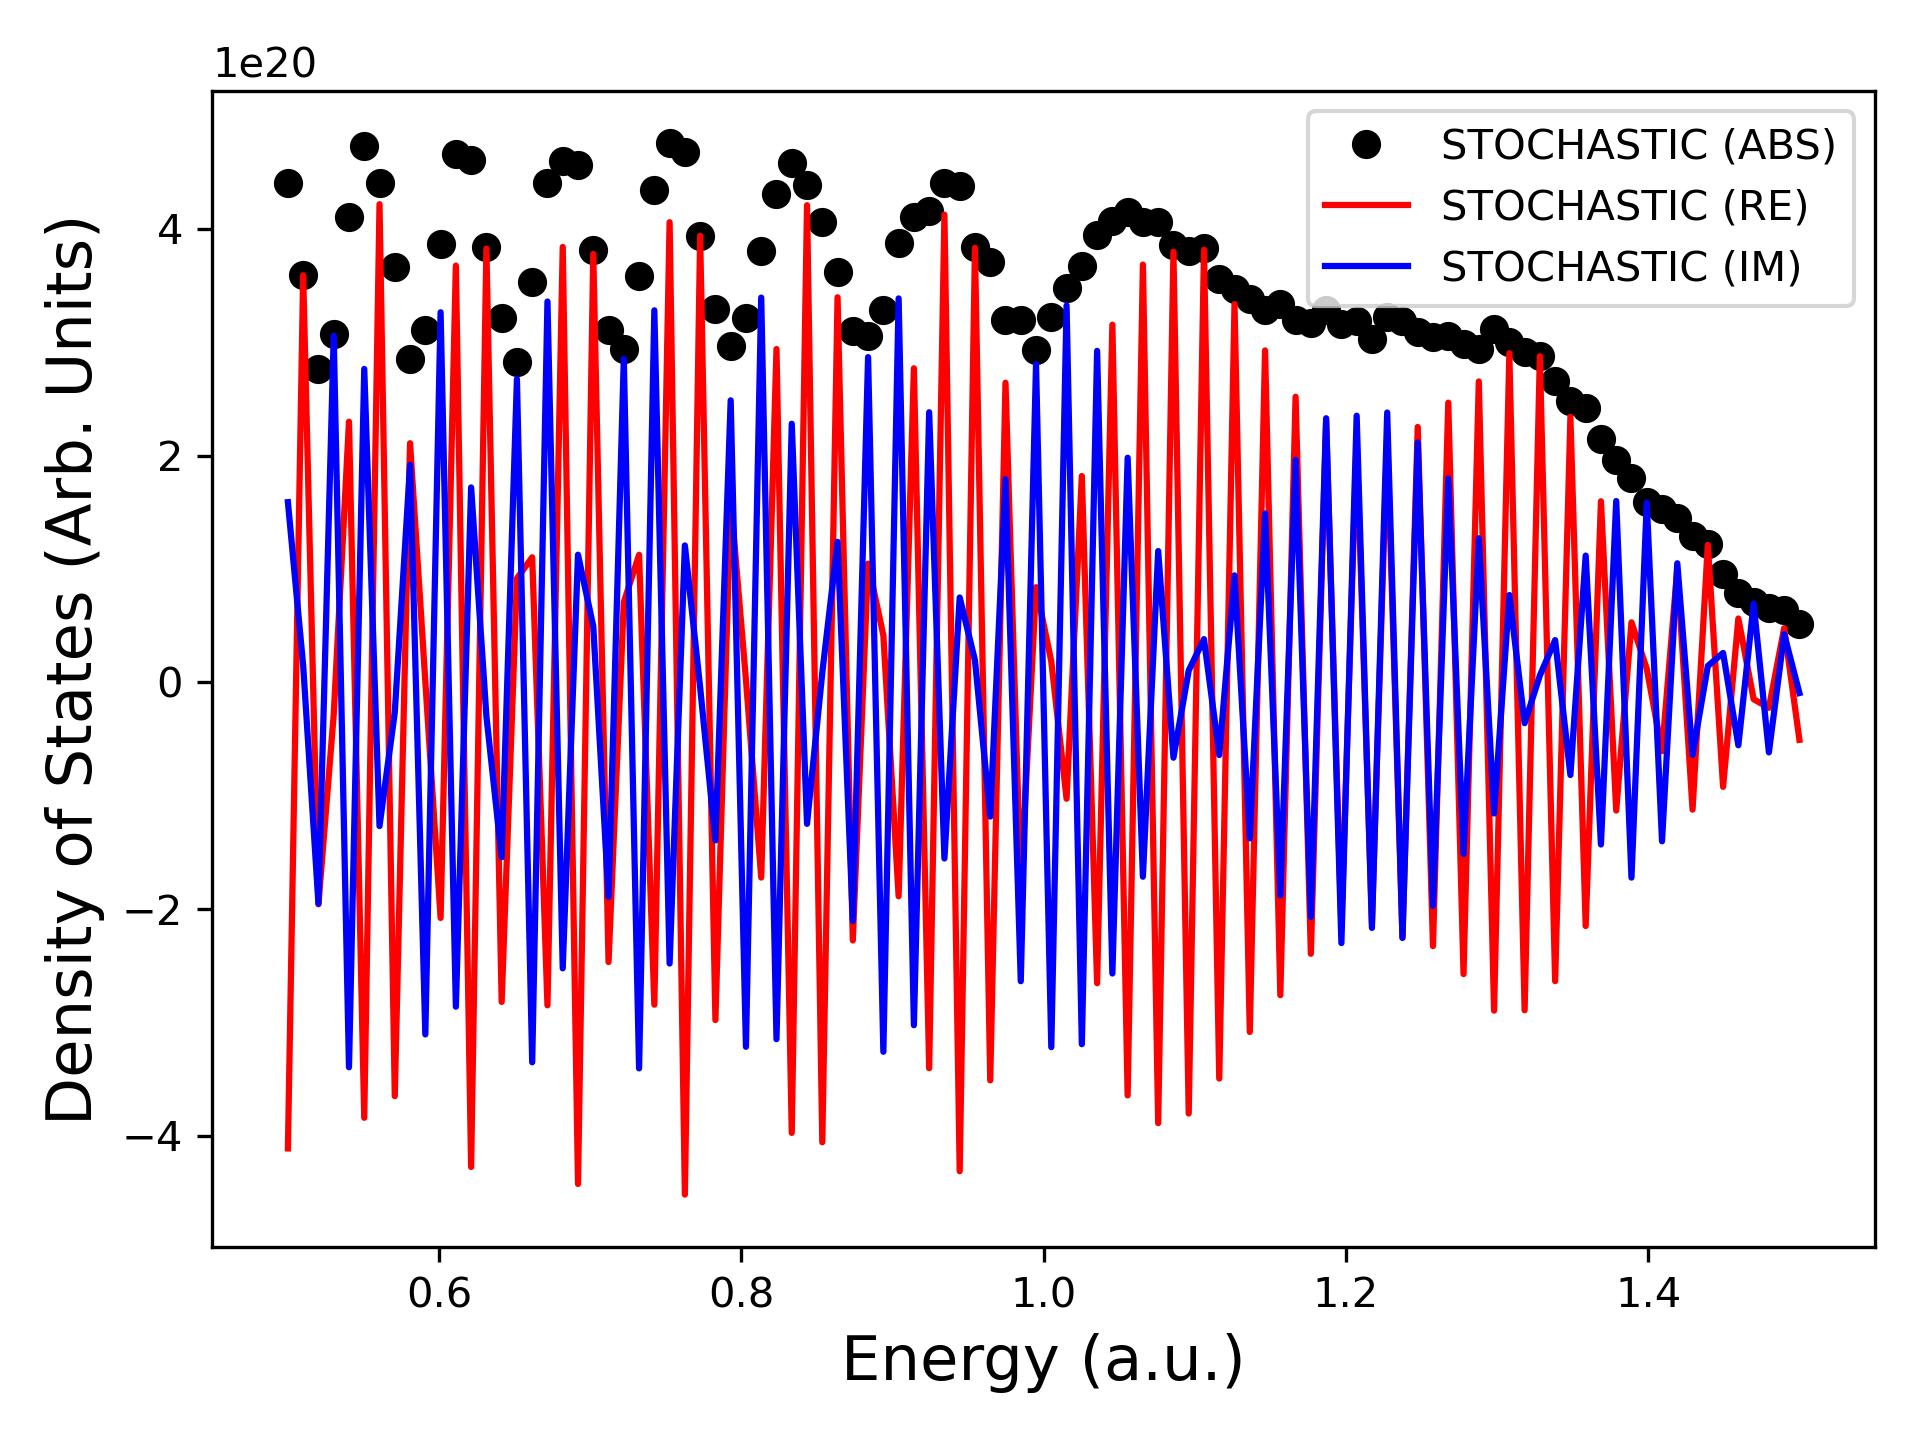 1e20
Density of States (Arb. Units)
4
2
0
−2
−4
STOCHASTIC (ABS)
STOCHASTIC (RE)
STOCHASTIC (IM)
0.6 0.8 1.0 1.2 1.4
Energy (a.u.)